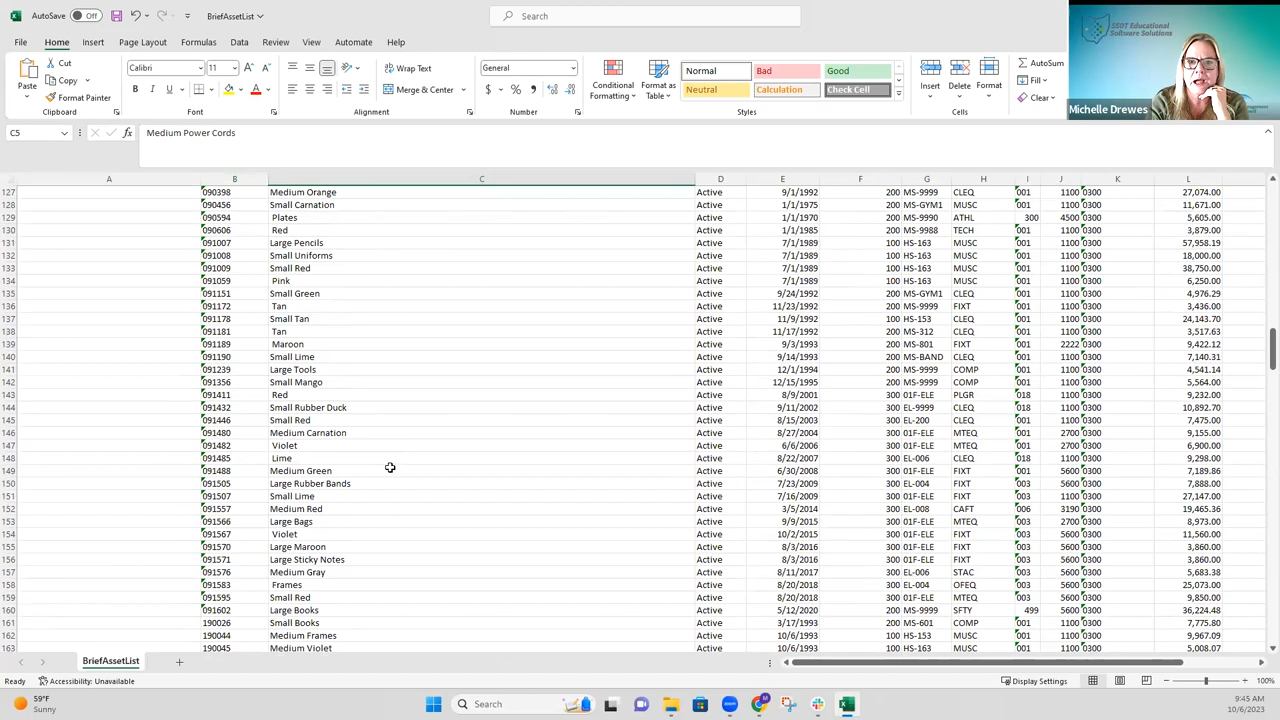 AutoSave Off BriefAssetList Search
File Home Insert Page Layout Formulas Data Review View Automate Help
SSDT Educational Software Solutions
Michelle Drewes
Paste Cut Copy Format Painter Clipboard
Calibri 11 Font
Wrap Text Merge & Center Alignment
General Number
Conditional Formatting Format as Table Normal Bad Good Neutral Calculation Check Cell Styles
Insert Delete Format Cells
AutoSum Fill Clear
C5 fx Medium Power Cords
A B C D E F G H I J K L
127 090398 Medium Orange Active 9/1/1992 200 MS-9999 CLEQ 001 1100 0300 27,074.00
128 090456 Small Carnation Active 1/1/1975 200 MS-GYM1 MUSC 001 1100 0300 11,671.00
129 090594 Plates Active 1/1/1970 200 MS-9990 ATHL 300 4500 0300 5,605.00
130 090606 Red Active 1/1/1985 200 MS-9988 TECH 001 1100 0300 3,879.00
131 091007 Large Pencils Active 7/1/1989 100 HS-163 MUSC 001 1100 0300 57,958.19
132 091008 Small Uniforms Active 7/1/1989 100 HS-163 MUSC 001 1100 0300 18,000.00
133 091009 Small Red Active 7/1/1989 100 HS-163 MUSC 001 1100 0300 38,750.00
134 091059 Pink Active 7/1/1989 100 HS-163 MUSC 001 1100 0300 6,250.00
135 091151 Small Green Active 9/24/1992 200 MS-GYM1 CLEQ 001 1100 0300 4,976.29
136 091172 Tan Active 11/23/1992 200 MS-9999 FIXT 001 1100 0300 3,436.00
137 091178 Small Tan Active 11/9/1992 100 HS-153 CLEQ 001 1100 0300 24,143.70
138 091181 Tan Active 11/17/1992 200 MS-312 CLEQ 001 1100 0300 3,517.63
139 091189 Maroon Active 9/3/1993 200 MS-801 FIXT 001 2222 0300 9,422.12
140 091190 Small Lime Active 9/14/1993 200 MS-BAND CLEQ 001 1100 0300 7,140.31
141 091239 Large Tools Active 12/1/1994 200 MS-9999 COMP 001 1100 0300 4,541.14
142 091356 Small Mango Active 12/15/1995 200 MS-9999 COMP 001 1100 0300 5,564.00
143 091411 Red Active 8/9/2001 300 01F-ELE PLGR 018 1100 0300 9,232.00
144 091432 Small Rubber Duck Active 9/11/2002 300 EL-9999 CLEQ 018 1100 0300 10,892.70
145 091446 Small Red Active 8/15/2003 300 EL-200 CLEQ 001 1100 0300 7,475.00
146 091480 Medium Carnation Active 8/27/2004 300 01F-ELE MTEQ 001 2700 0300 9,155.00
147 091482 Violet Active 6/6/2006 300 01F-ELE MTEQ 001 2700 0300 6,900.00
148 091485 Lime Active 8/22/2007 300 EL-006 CLEQ 018 1100 0300 9,298.00
149 091488 Medium Green Active 6/30/2008 300 01F-ELE FIXT 001 5600 0300 7,189.86
150 091505 Large Rubber Bands Active 7/23/2009 300 EL-004 FIXT 003 5600 0300 7,888.00
151 091507 Small Lime Active 7/16/2009 300 01F-ELE FIXT 003 1100 0300 27,147.00
152 091557 Medium Red Active 3/5/2014 300 EL-008 CAFT 006 3190 0300 19,465.36
153 091566 Large Bags Active 9/9/2015 300 01F-ELE MTEQ 003 2700 0300 8,973.00
154 091567 Violet Active 10/2/2015 300 01F-ELE FIXT 003 5600 0300 11,560.00
155 091570 Large Maroon Active 8/3/2016 300 01F-ELE FIXT 003 5600 0300 3,860.00
156 091571 Large Sticky Notes Active 8/3/2016 300 01F-ELE FIXT 003 5600 0300 3,860.00
157 091576 Medium Gray Active 8/11/2017 300 EL-006 STAC 003 5600 0300 5,683.38
158 091583 Frames Active 8/20/2018 300 EL-004 OFEQ 003 5600 0300 25,073.00
159 091595 Small Red Active 8/20/2018 300 01F-ELE MTEQ 003 5600 0300 9,850.00
160 091602 Large Books Active 5/12/2020 200 MS-9999 SFTY 499 5600 0300 36,224.48
161 190026 Small Books Active 3/17/1993 200 MS-601 COMP 001 1100 0300 7,775.80
162 190044 Medium Frames Active 10/6/1993 100 HS-153 MUSC 001 1100 0300 9,967.09
163 190045 Medium Violet Active 10/6/1993 100 HS-163 MUSC 001 1100 0300 5,008.07
BriefAssetList
Ready Accessibility: Unavailable Display Settings 100%
59°F Sunny Search 9:45 AM 10/6/2023